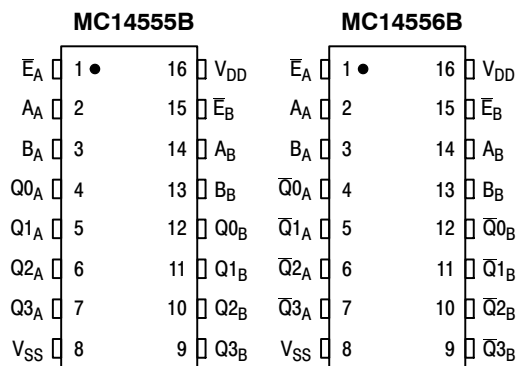 MC14555B MC14556B
E̅A 1 16 VDD E̅A 1 16 VDD
AA 2 15 E̅B AA 2 15 E̅B
BA 3 14 AB BA 3 14 AB
Q0A 4 13 BB Q̅0A 4 13 BB
Q1A 5 12 Q0B Q̅1A 5 12 Q̅0B
Q2A 6 11 Q1B Q̅2A 6 11 Q̅1B
Q3A 7 10 Q2B Q̅3A 7 10 Q̅2B
VSS 8 9 Q3B VSS 8 9 Q̅3B